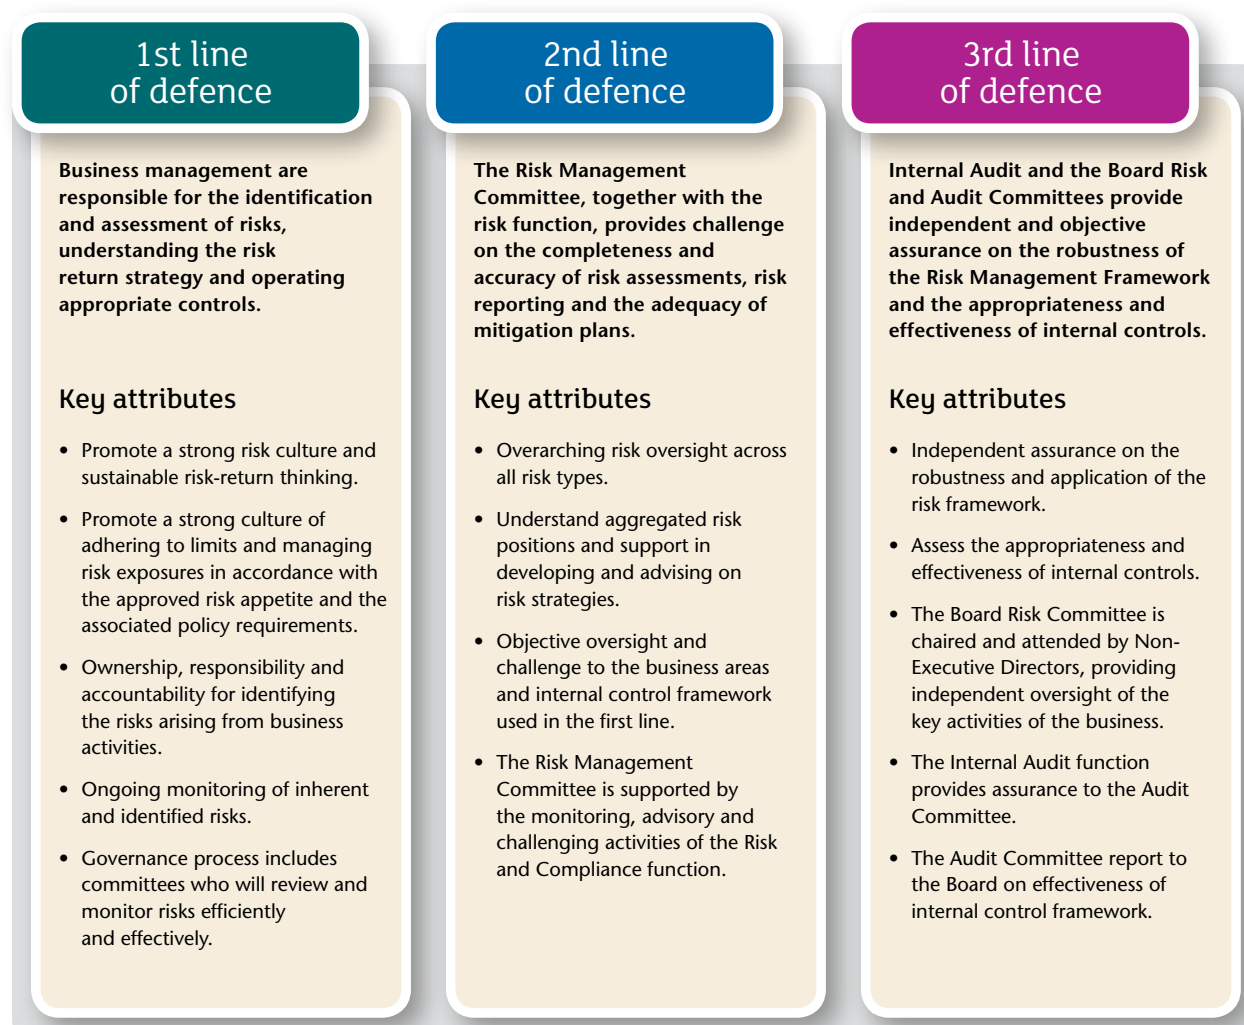 1st line
of defence
Business management are
responsible for the identification
and assessment of risks,
understanding the risk
return strategy and operating
appropriate controls.
Key attributes
• Promote a strong risk culture and
sustainable risk-return thinking.
• Promote a strong culture of
adhering to limits and managing
risk exposures in accordance with
the approved risk appetite and the
associated policy requirements.
• Ownership, responsibility and
accountability for identifying
the risks arising from business
activities.
• Ongoing monitoring of inherent
and identified risks.
• Governance process includes
committees who will review and
monitor risks efficiently
and effectively.
2nd line
of defence
The Risk Management
Committee, together with the
risk function, provides challenge
on the completeness and
accuracy of risk assessments, risk
reporting and the adequacy of
mitigation plans.
Key attributes
• Overarching risk oversight across
all risk types.
• Understand aggregated risk
positions and support in
developing and advising on
risk strategies.
• Objective oversight and
challenge to the business areas
and internal control framework
used in the first line.
• The Risk Management
Committee is supported by
the monitoring, advisory and
challenging activities of the Risk
and Compliance function.
3rd line
of defence
Internal Audit and the Board Risk
and Audit Committees provide
independent and objective
assurance on the robustness of
the Risk Management Framework
and the appropriateness and
effectiveness of internal controls.
Key attributes
• Independent assurance on the
robustness and application of the
risk framework.
• Assess the appropriateness and
effectiveness of internal controls.
• The Board Risk Committee is
chaired and attended by Non-
Executive Directors, providing
independent oversight of the
key activities of the business.
• The Internal Audit function
provides assurance to the Audit
Committee.
• The Audit Committee report to
the Board on effectiveness of
internal control framework.